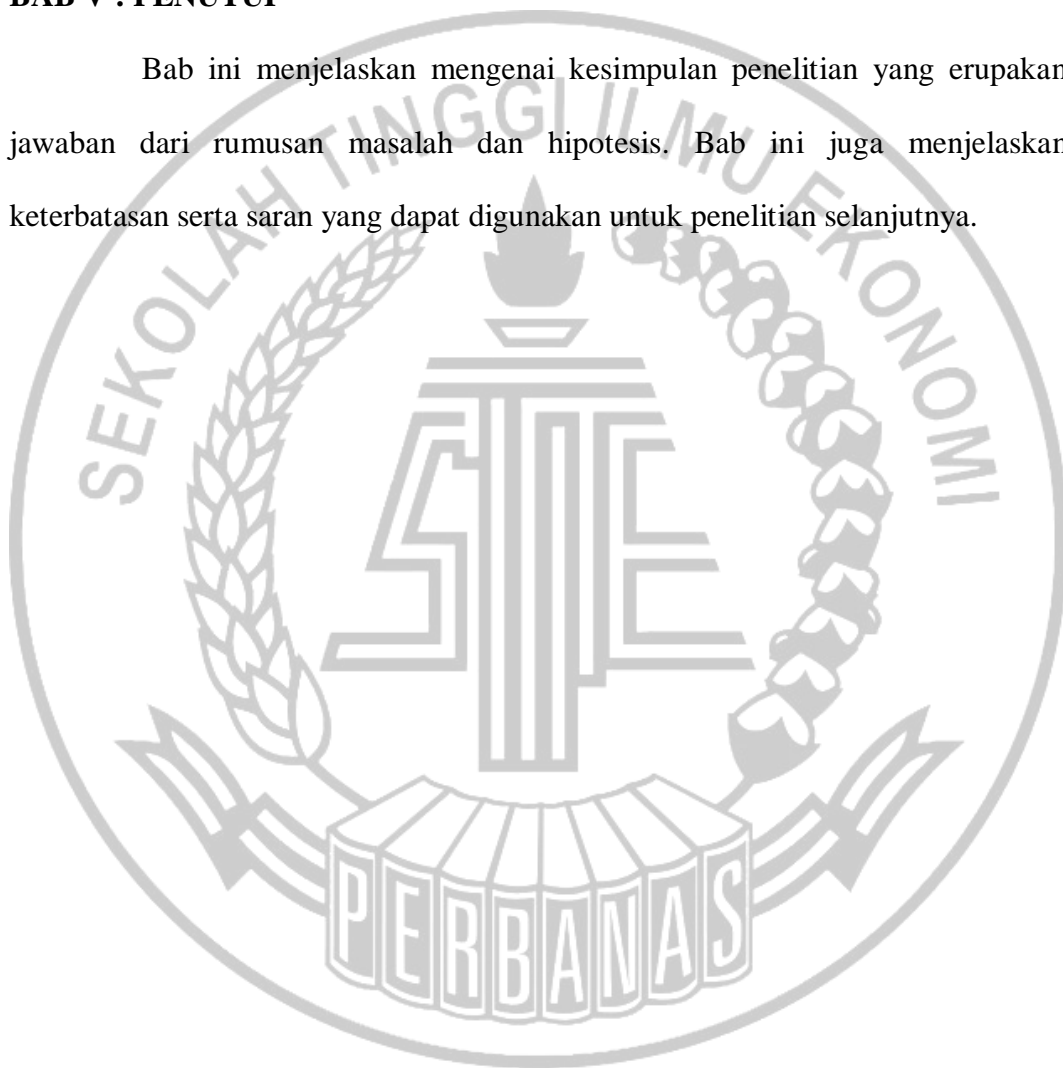 BAB V : PENUTUP
Bab ini menjelaskan mengenai kesimpulan penelitian yang erupakan
jawaban dari rumusan masalah dan hipotesis. Bab ini juga menjelaskan
keterbatasan serta saran yang dapat digunakan untuk penelitian selanjutnya.
SEKOLAH TINGGI ILMU EKONOMI
STIE
PERBANAS